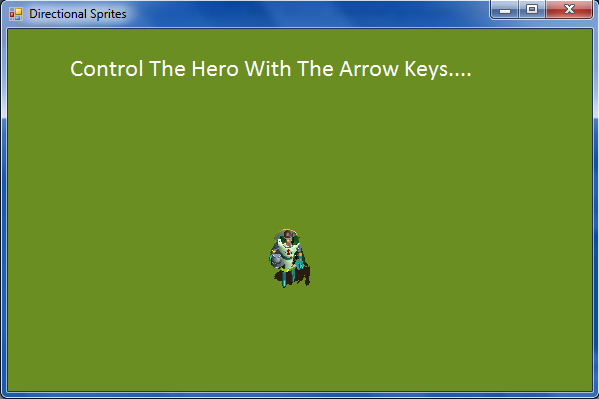 Directional Sprites
Control The Hero With The Arrow Keys....